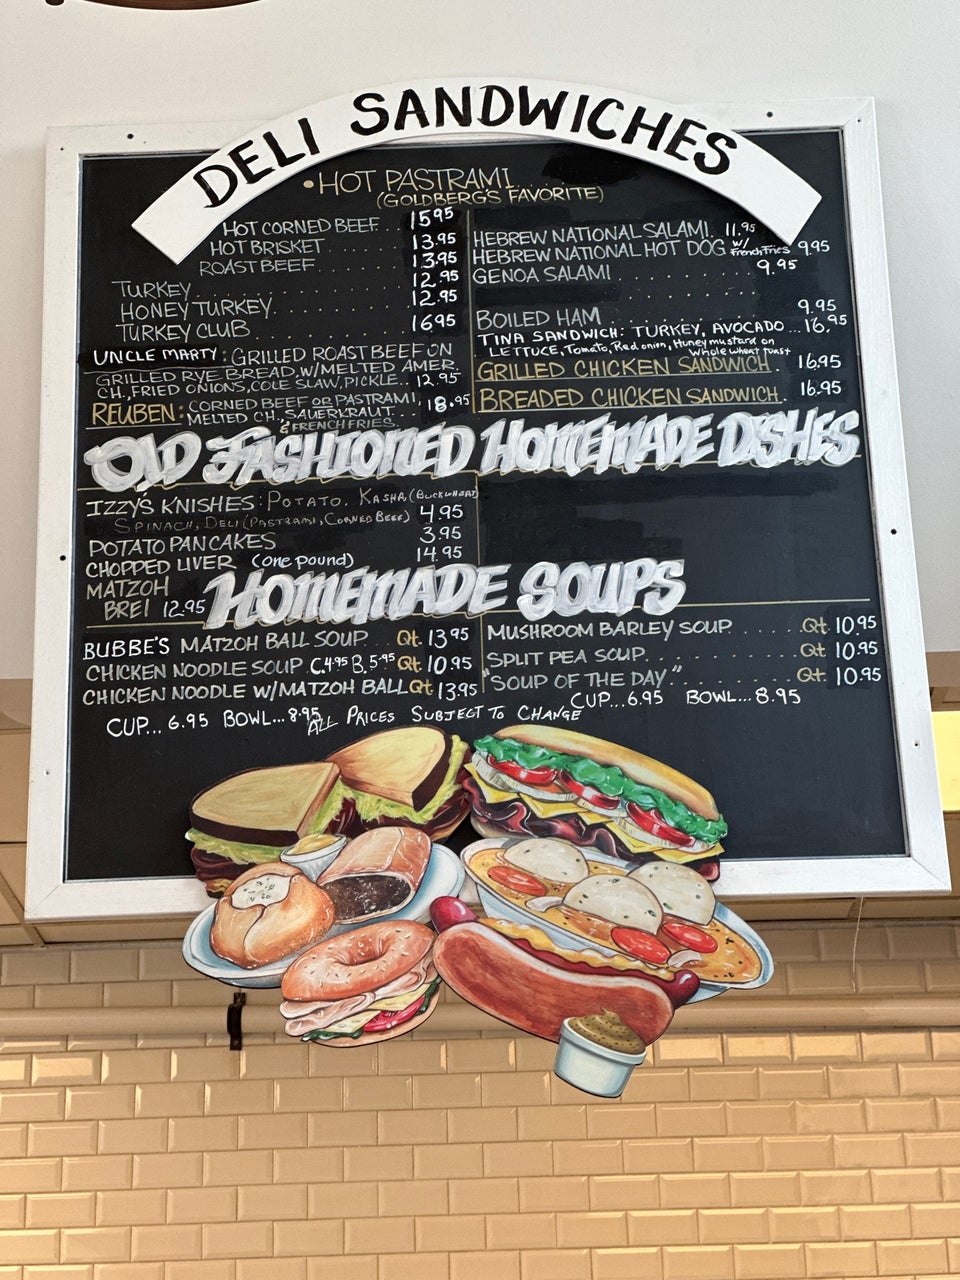 DELI SANDWICHES
•HOT PASTRAMI
(GOLDBERG'S FAVORITE)
15.95
HOT CORNED BEEF... 13.95
HOT BRISKET 13.95
ROAST BEEF...... 12.95
TURKEY........ 12.95
HONEY TURKEY
TURKEY CLUB 16.95
UNCLE MARTY: GRILLED ROAST BEEF ON
GRILLED RYE BREAD, W/MELTED AMER.
CH., FRIED ONIONS, COLE SLAW, PICKLE.. 12.95
REUBEN: CORNED BEEF OR PASTRAMI,
MELTED CH., SAUERKRAUT... 18.95
& FRENCH FRIES.
HEBREW NATIONAL SALAMI. 11.95
HEBREW NATIONAL HOT DOG W/ French Fries 9.95
GENOA SALAMI 9.95
BOILED HAM 9.95
TINA SANDWICH: TURKEY, AVOCADO... 16.95
LETTUCE, Tomato, Red onion, Honey mustard on
whole wheat toast
GRILLED CHICKEN SANDWICH. 16.95
BREADED CHICKEN SANDWICH. 16.95
OLD FASHIONED HOMEMADE DISHES
IZZY'S KNISHES: POTATO, KASHA, (BUCKWHEAT)
SPINACH, DELI (PASTRAMI, CORNED BEEF) 4.95
POTATO PANCAKES 3.95
CHOPPED LIVER (one pound) 14.95
MATZOH
BREI 12.95
HOMEMADE SOUPS
BUBBE'S MATZOH BALL SOUP... Qt. 13.95
CHICKEN NOODLE SOUP. C.4.95 B.5.95 Qt 10.95
CHICKEN NOODLE W/MATZOH BALL Qt 13.95
CUP... 6.95 BOWL... 8.95
MUSHROOM BARLEY SOUP...... Qt. 10.95
SPLIT PEA SOUP.......... Qt 10.95
"SOUP OF THE DAY"....... Qt 10.95
CUP... 6.95 BOWL... 8.95
ALL PRICES SUBJECT TO CHANGE